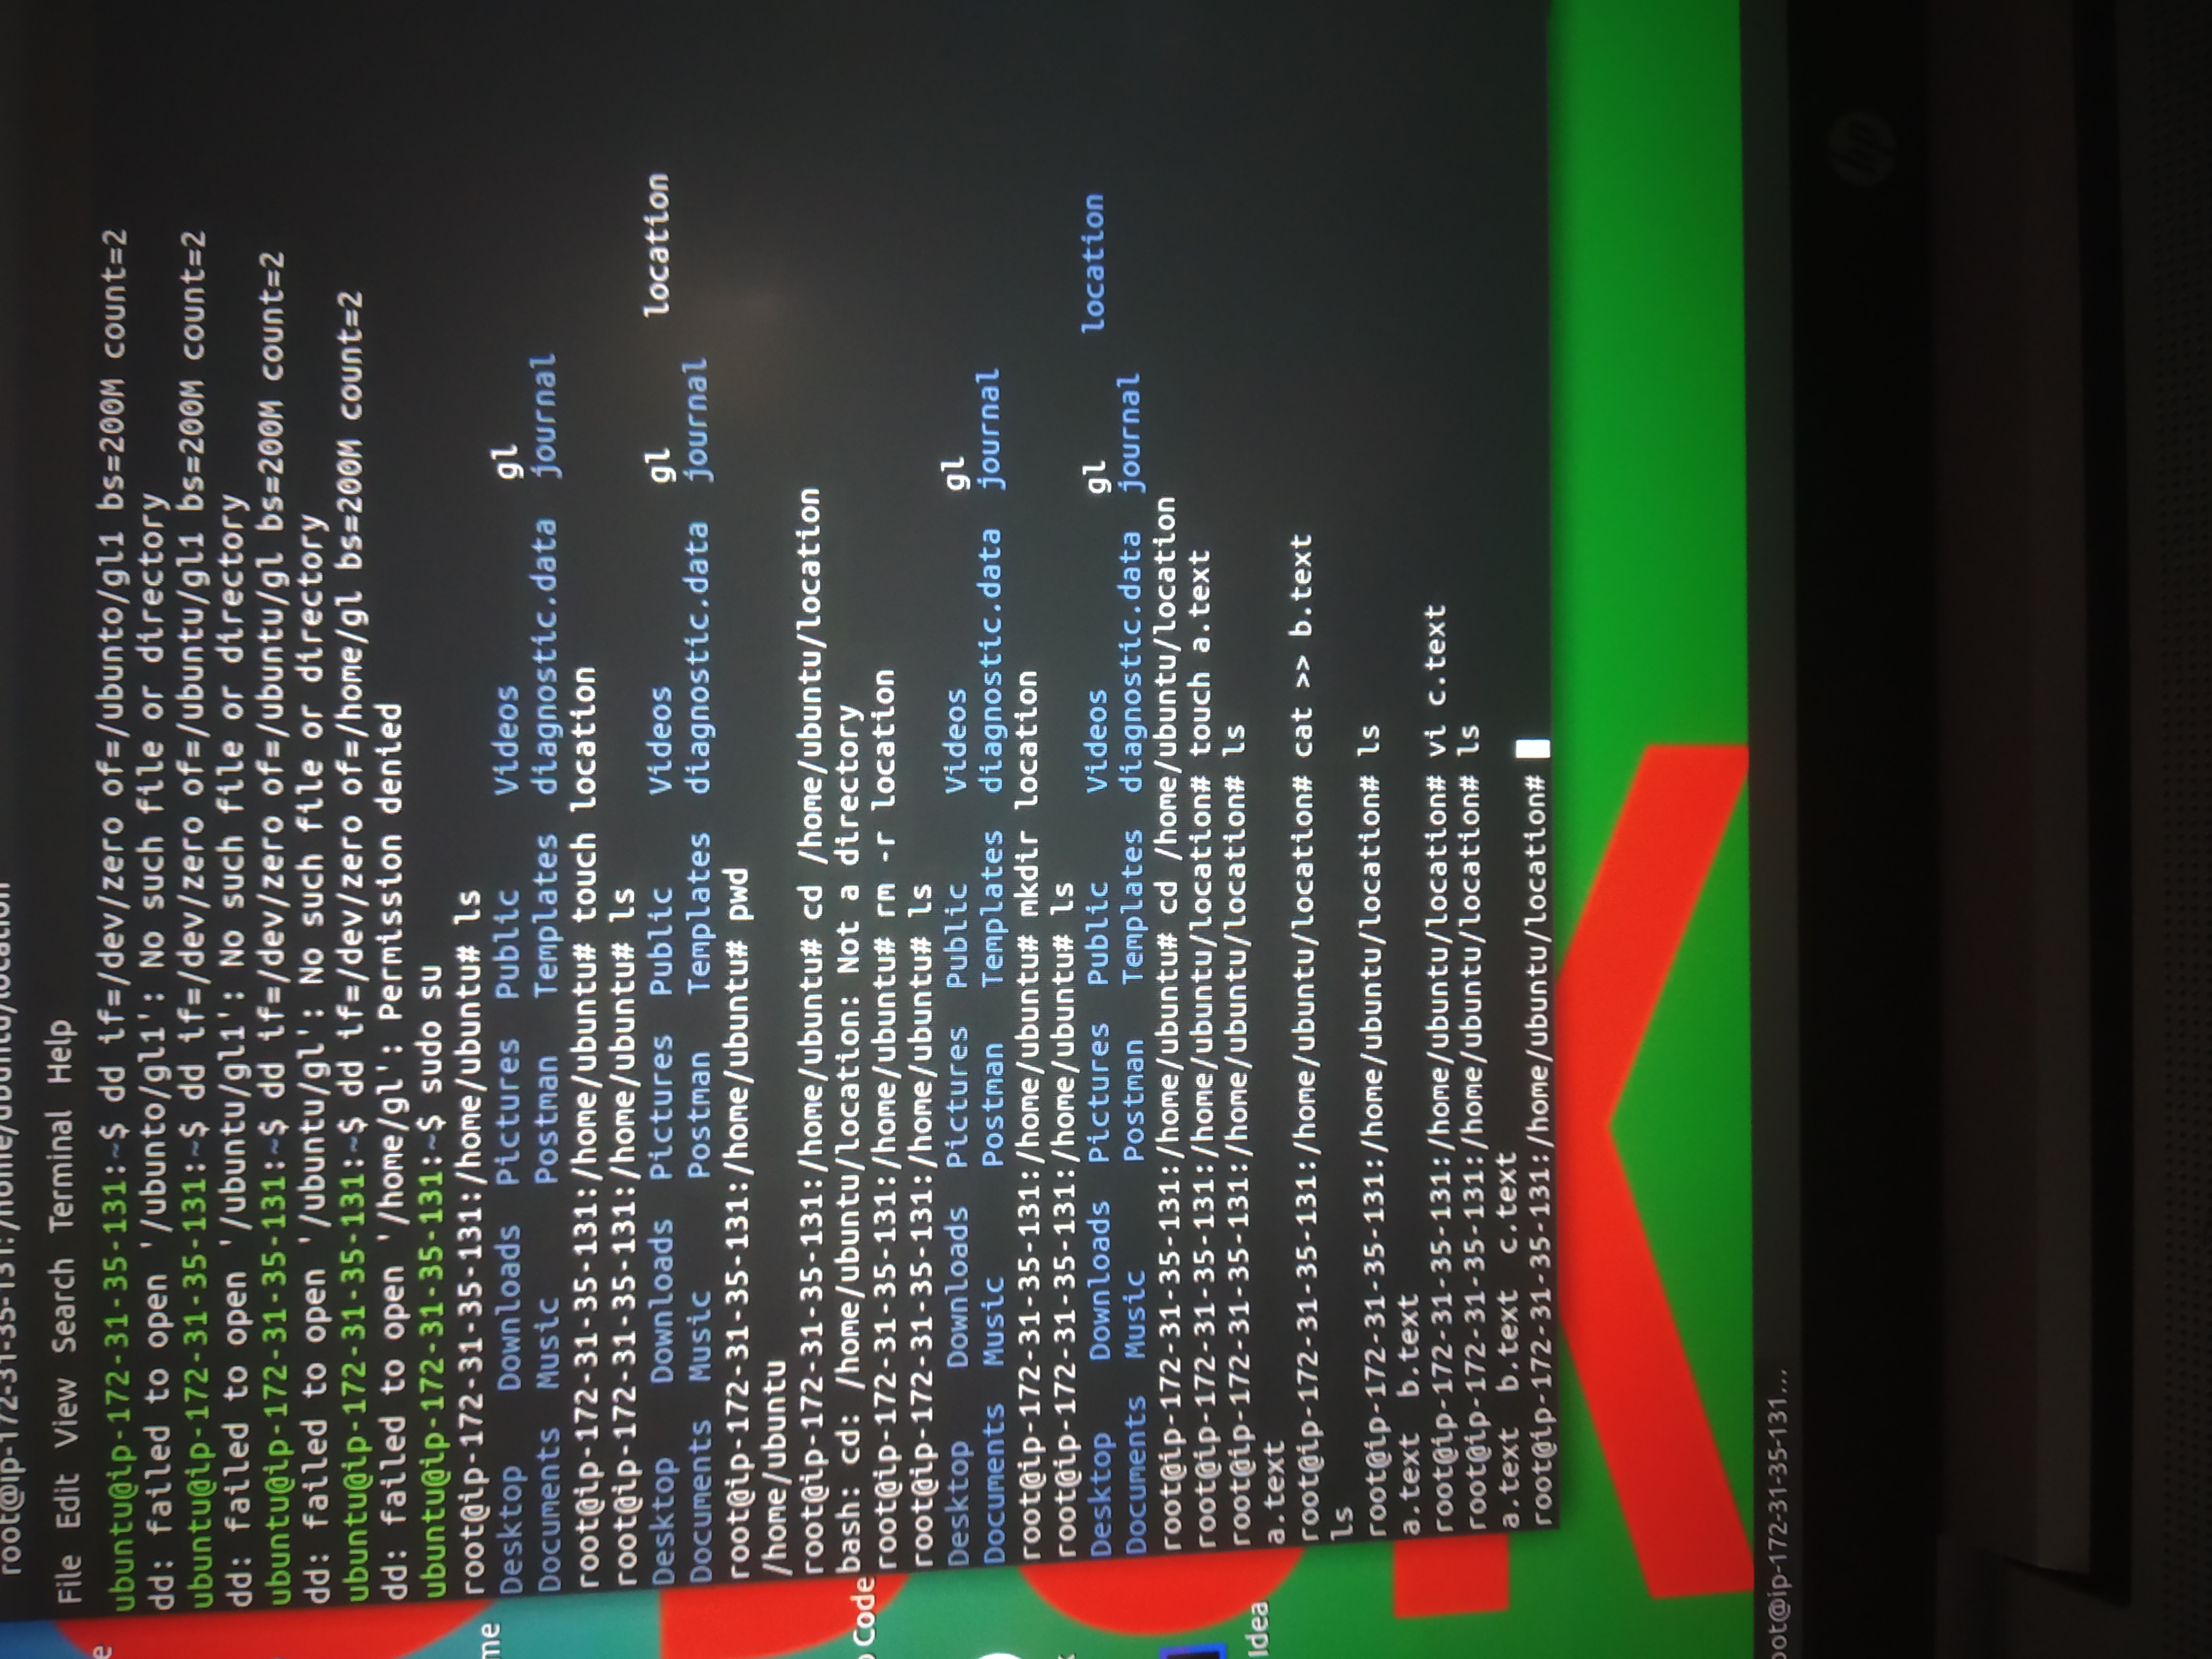 root@ip-172-31-35-131: /home/ubuntu/location
File Edit View Search Terminal Help
ubuntu@ip-172-31-35-131:~$ dd if=/dev/zero of=/ubunto/gl1 bs=200M count=2
dd: failed to open '/ubunto/gl1': No such file or directory
ubuntu@ip-172-31-35-131:~$ dd if=/dev/zero of=/ubuntu/gl1 bs=200M count=2
dd: failed to open '/ubuntu/gl1': No such file or directory
ubuntu@ip-172-31-35-131:~$ dd if=/dev/zero of=/ubuntu/gl bs=200M count=2
dd: failed to open '/ubuntu/gl': No such file or directory
ubuntu@ip-172-31-35-131:~$ dd if=/dev/zero of=/home/gl bs=200M count=2
dd: failed to open '/home/gl': Permission denied
ubuntu@ip-172-31-35-131:~$ sudo su
root@ip-172-31-35-131:/home/ubuntu# ls
Desktop Downloads Pictures Public Videos gl
Documents Music Postman Templates diagnostic.data journal
root@ip-172-31-35-131:/home/ubuntu# touch location
root@ip-172-31-35-131:/home/ubuntu# ls
Desktop Downloads Pictures Public Videos gl location
Documents Music Postman Templates diagnostic.data journal
root@ip-172-31-35-131:/home/ubuntu# pwd
/home/ubuntu
root@ip-172-31-35-131:/home/ubuntu# cd /home/ubuntu/location
bash: cd: /home/ubuntu/location: Not a directory
root@ip-172-31-35-131:/home/ubuntu# rm -r location
root@ip-172-31-35-131:/home/ubuntu# ls
Desktop Downloads Pictures Public Videos gl
Documents Music Postman Templates diagnostic.data journal
root@ip-172-31-35-131:/home/ubuntu# mkdir location
root@ip-172-31-35-131:/home/ubuntu# ls
Desktop Downloads Pictures Public Videos gl location
Documents Music Postman Templates diagnostic.data journal
root@ip-172-31-35-131:/home/ubuntu# cd /home/ubuntu/location
root@ip-172-31-35-131:/home/ubuntu/location# touch a.text
root@ip-172-31-35-131:/home/ubuntu/location# ls
a.text
root@ip-172-31-35-131:/home/ubuntu/location# cat >> b.text
ls
root@ip-172-31-35-131:/home/ubuntu/location# ls
a.text b.text
root@ip-172-31-35-131:/home/ubuntu/location# vi c.text
root@ip-172-31-35-131:/home/ubuntu/location# ls
a.text b.text c.text
root@ip-172-31-35-131:/home/ubuntu/location#
Code
Idea
oot@ip-172-31-35-131...
hp